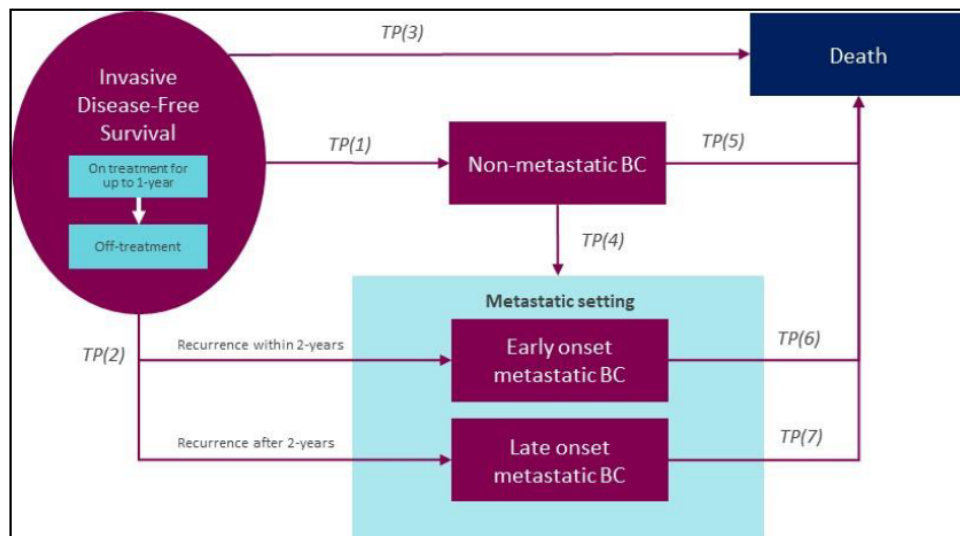 TP(3)
Death
Invasive
Disease-Free
Survival
On treatment for
up to 1-year
Off-treatment
TP(1)
Non-metastatic BC
TP(5)
TP(4)
Metastatic setting
TP(2)
Recurrence within 2-years
Early onset
metastatic BC
TP(6)
Recurrence after 2-years
Late onset
metastatic BC
TP(7)